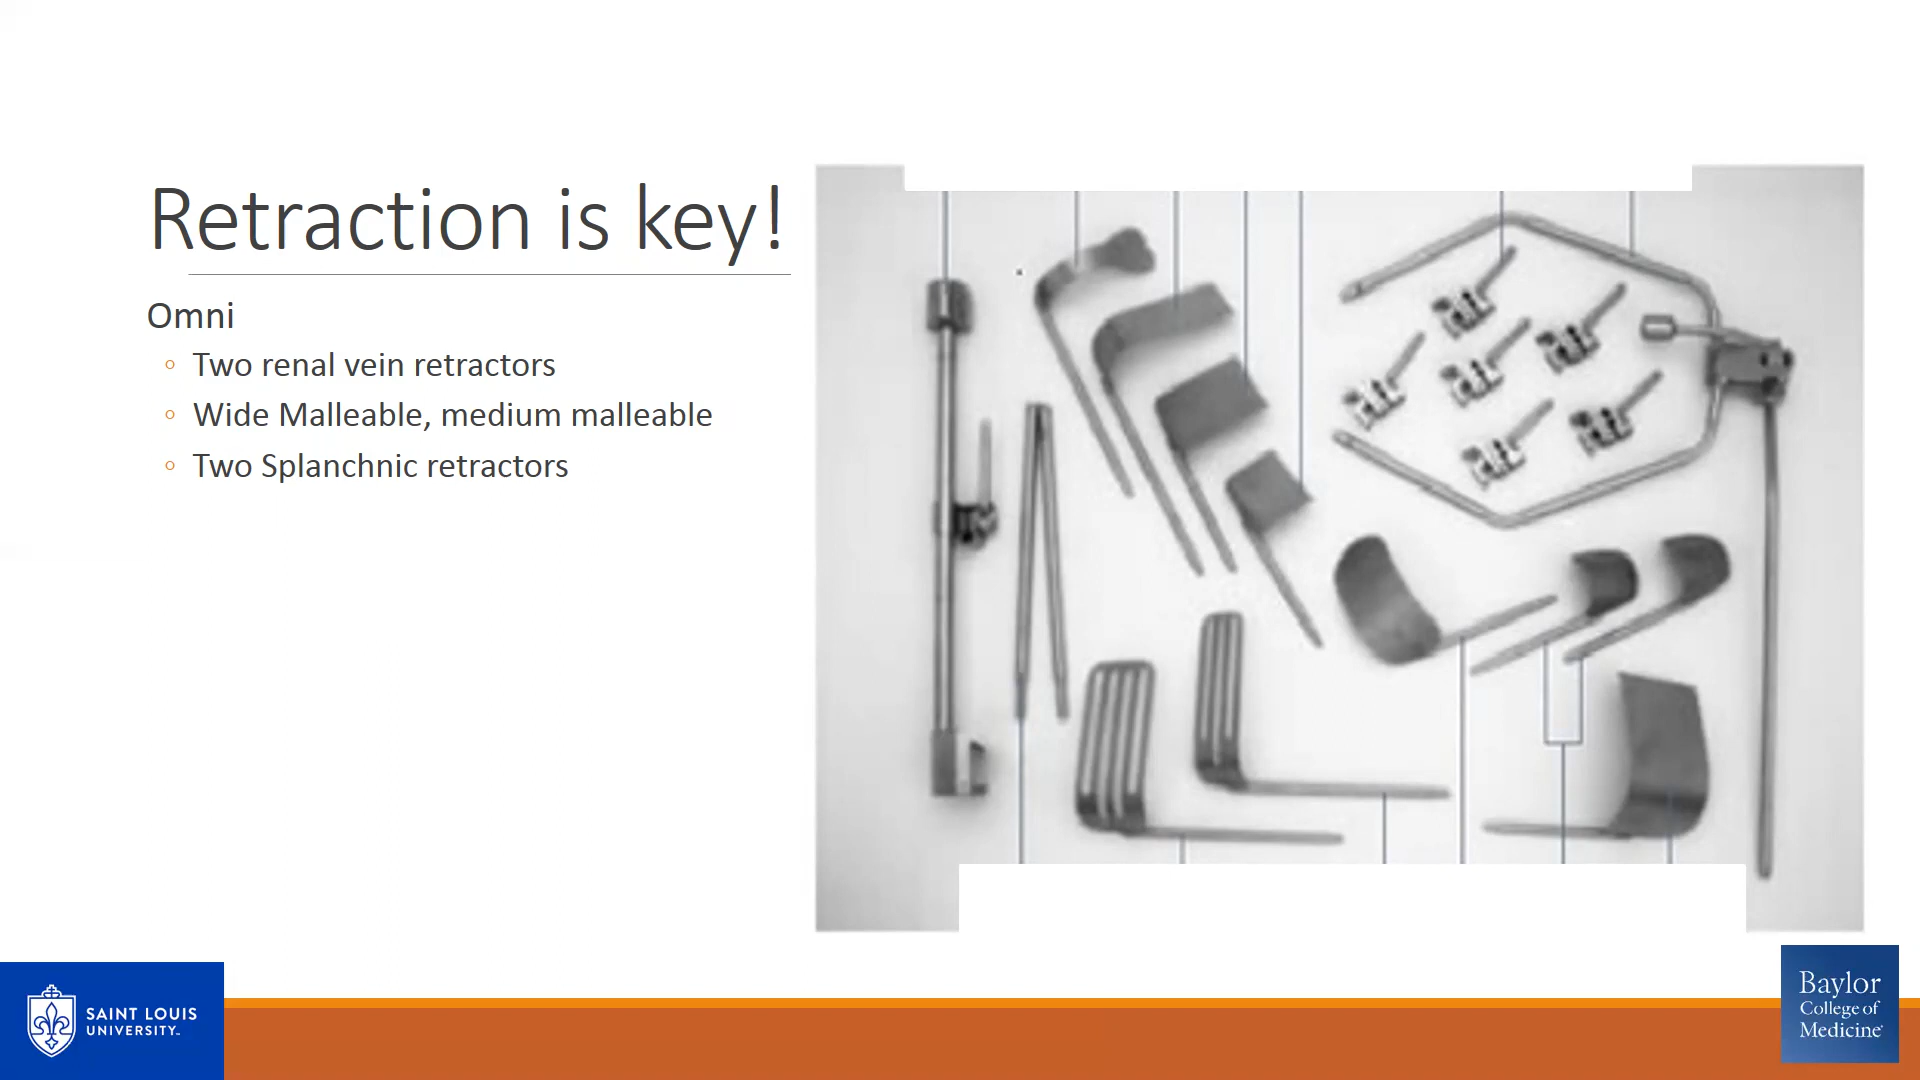 Retraction is key!
Omni
Two renal vein retractors
Wide Malleable, medium malleable
Two Splanchnic retractors
SAINT LOUIS
UNIVERSITY™
Baylor
College of
Medicine®